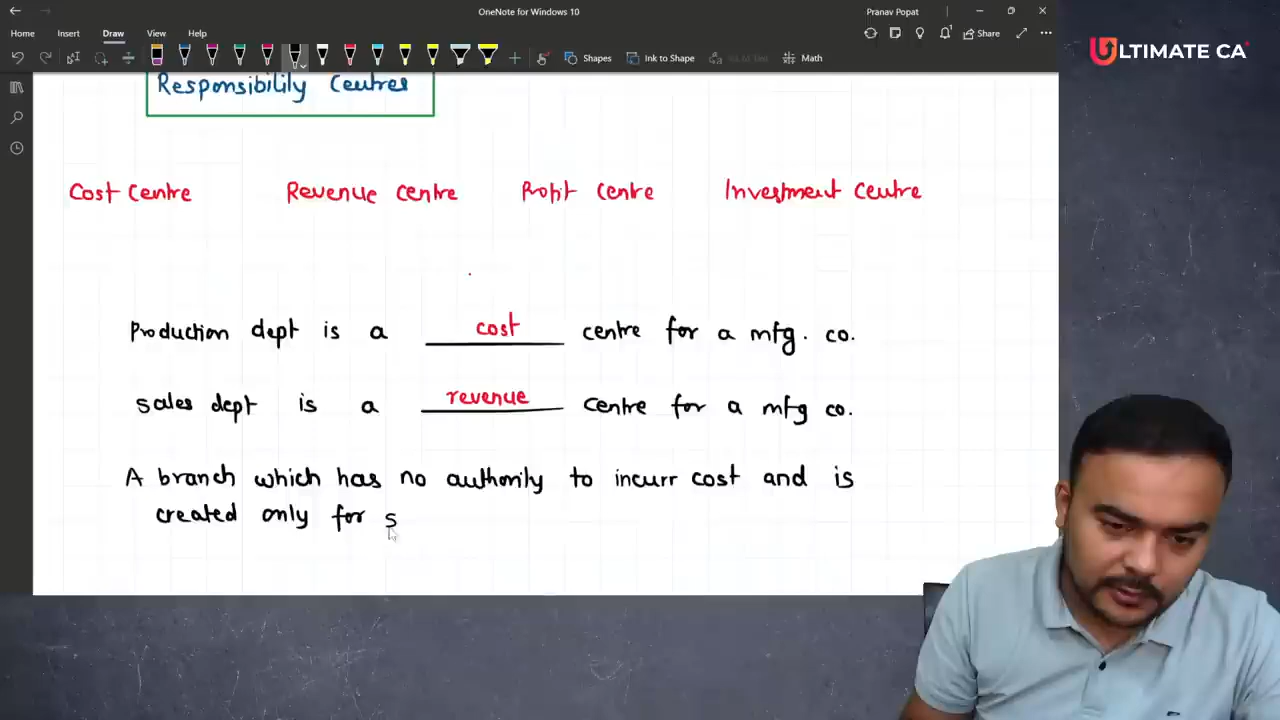 OneNote for Windows 10
Pranav Popat
Home Insert Draw View Help
Share
Shapes
Ink to Shape
Math
ULTIMATE CA
Responsibility Centres
Cost Centre Revenue centre Profit Centre Investment Centre
Production dept is a cost centre for a mfg. co.
Sales dept is a revenue centre for a mfg co.
A branch which has no authority to incurr cost and is
created only for s